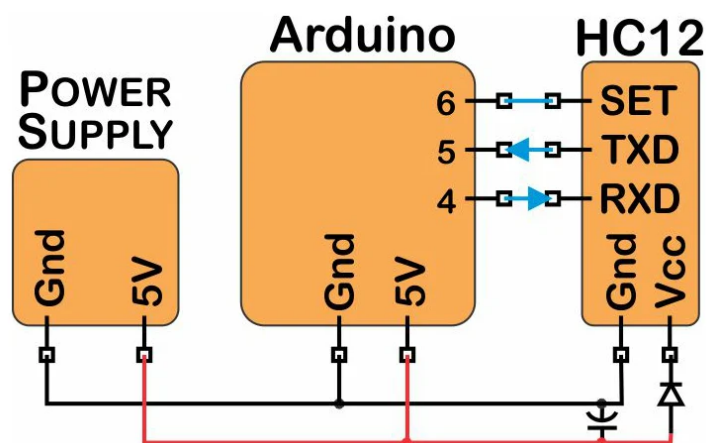 Arduino
HC12
POWER
SUPPLY
6
SET
5
TXD
4
RXD
Gnd
5V
Gnd
5V
Gnd
Vcc